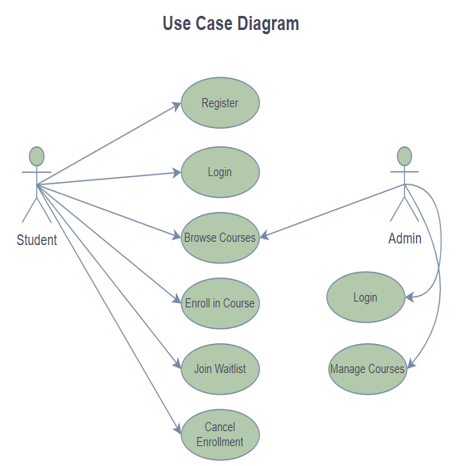 Use Case Diagram
Register
Login
Student
Browse Courses
Admin
Enroll in Course
Login
Join Waitlist
Manage Courses
Cancel
Enrollment